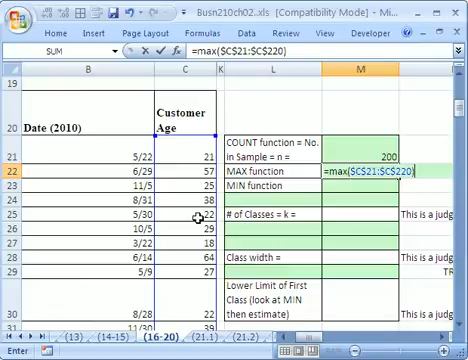 Busn210ch02...xls [Compatibility Mode] - Mi...
Home Insert Page Layout Formulas Data Review View Developer
SUM =max($C$21:$C$220)
B C K L M
19
20 Date (2010) Customer
Age
COUNT function = No.
21 5/22 21 in Sample = n = 200
22 6/29 57 MAX function =max($C$21:$C$220)
23 11/5 25 MIN function
24 8/31 38
25 5/30 22 # of Classes = k = This is a judg
26 10/5 29
27 3/22 18
28 6/14 64 Class width = This is a judg
29 5/9 27
Lower Limit of First
Class (look at MIN
30 8/28 22 then estimate) This is a judg
31 11/30 39
(13) (14-15) (16-20) (21.1) (21.2)
Enter 100%